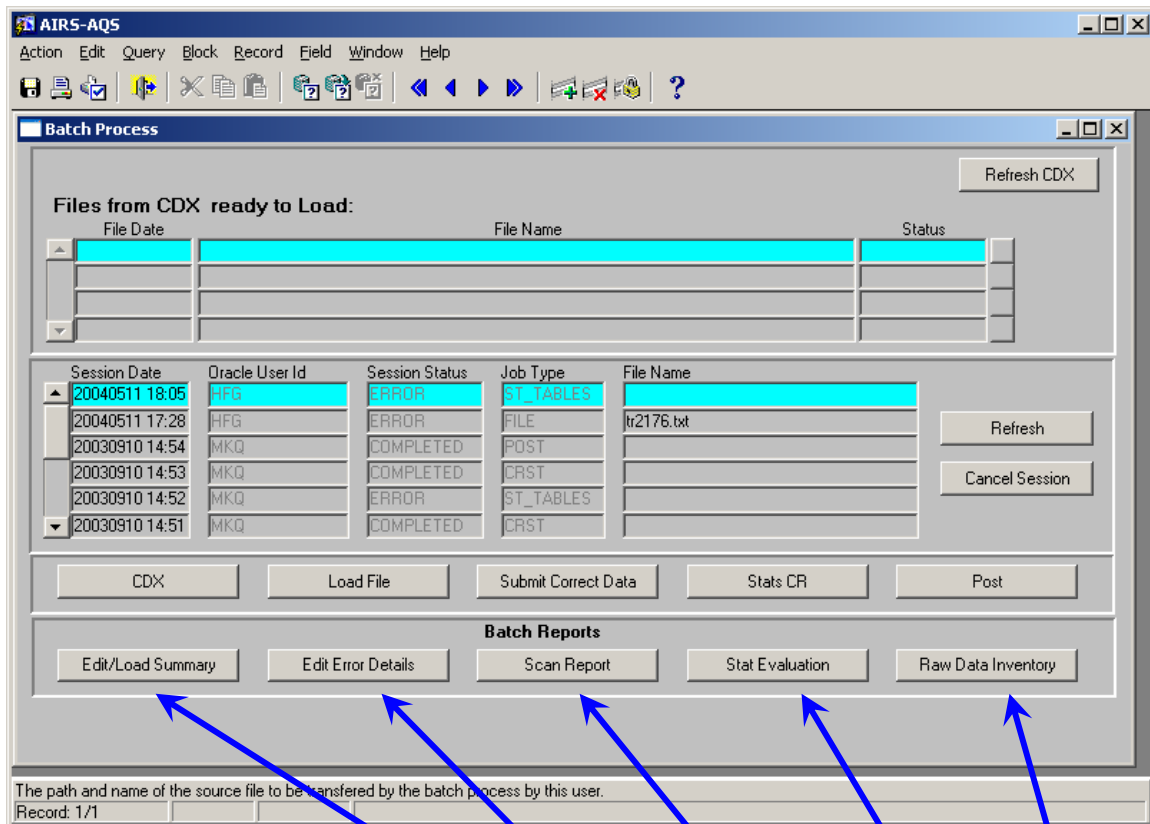 AIRS-AQS
Action Edit Query Block Record Field Window Help
Batch Process
Refresh CDX
Files from CDX ready to Load:
File Date File Name Status
Session Date Oracle User Id Session Status Job Type File Name
20040511 18:05 HFG ERROR ST_TABLES
20040511 17:28 HFG ERROR FILE tr2176.txt
Refresh
20030910 14:54 MKQ COMPLETED POST
20030910 14:53 MKQ COMPLETED CRST
Cancel Session
20030910 14:52 MKQ ERROR ST_TABLES
20030910 14:51 MKQ COMPLETED CRST
CDX Load File Submit Correct Data Stats CR Post
Batch Reports
Edit/Load Summary Edit Error Details Scan Report Stat Evaluation Raw Data Inventory
The path and name of the source file to be transfered by the batch process by this user.
Record: 1/1